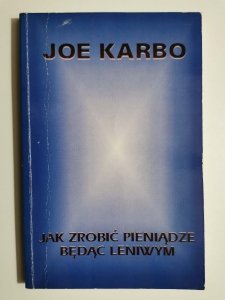 JOE KARBO
JAK ZROBIĆ PIENIĄDZE
BĘDĄC LENIWYM